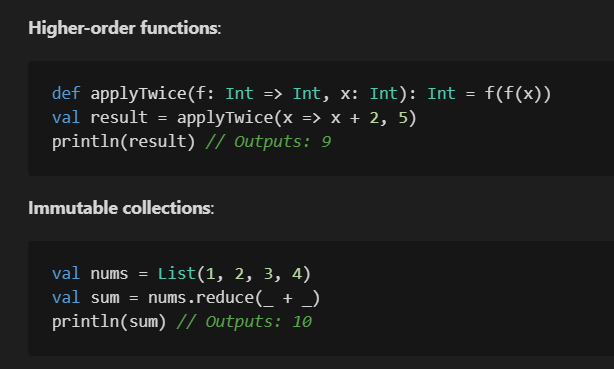 Higher-order functions:
def applyTwice(f: Int => Int, x: Int): Int = f(f(x))
val result = applyTwice(x => x + 2, 5)
println(result) // Outputs: 9
Immutable collections:
val nums = List(1, 2, 3, 4)
val sum = nums.reduce(_ + _)
println(sum) // Outputs: 10